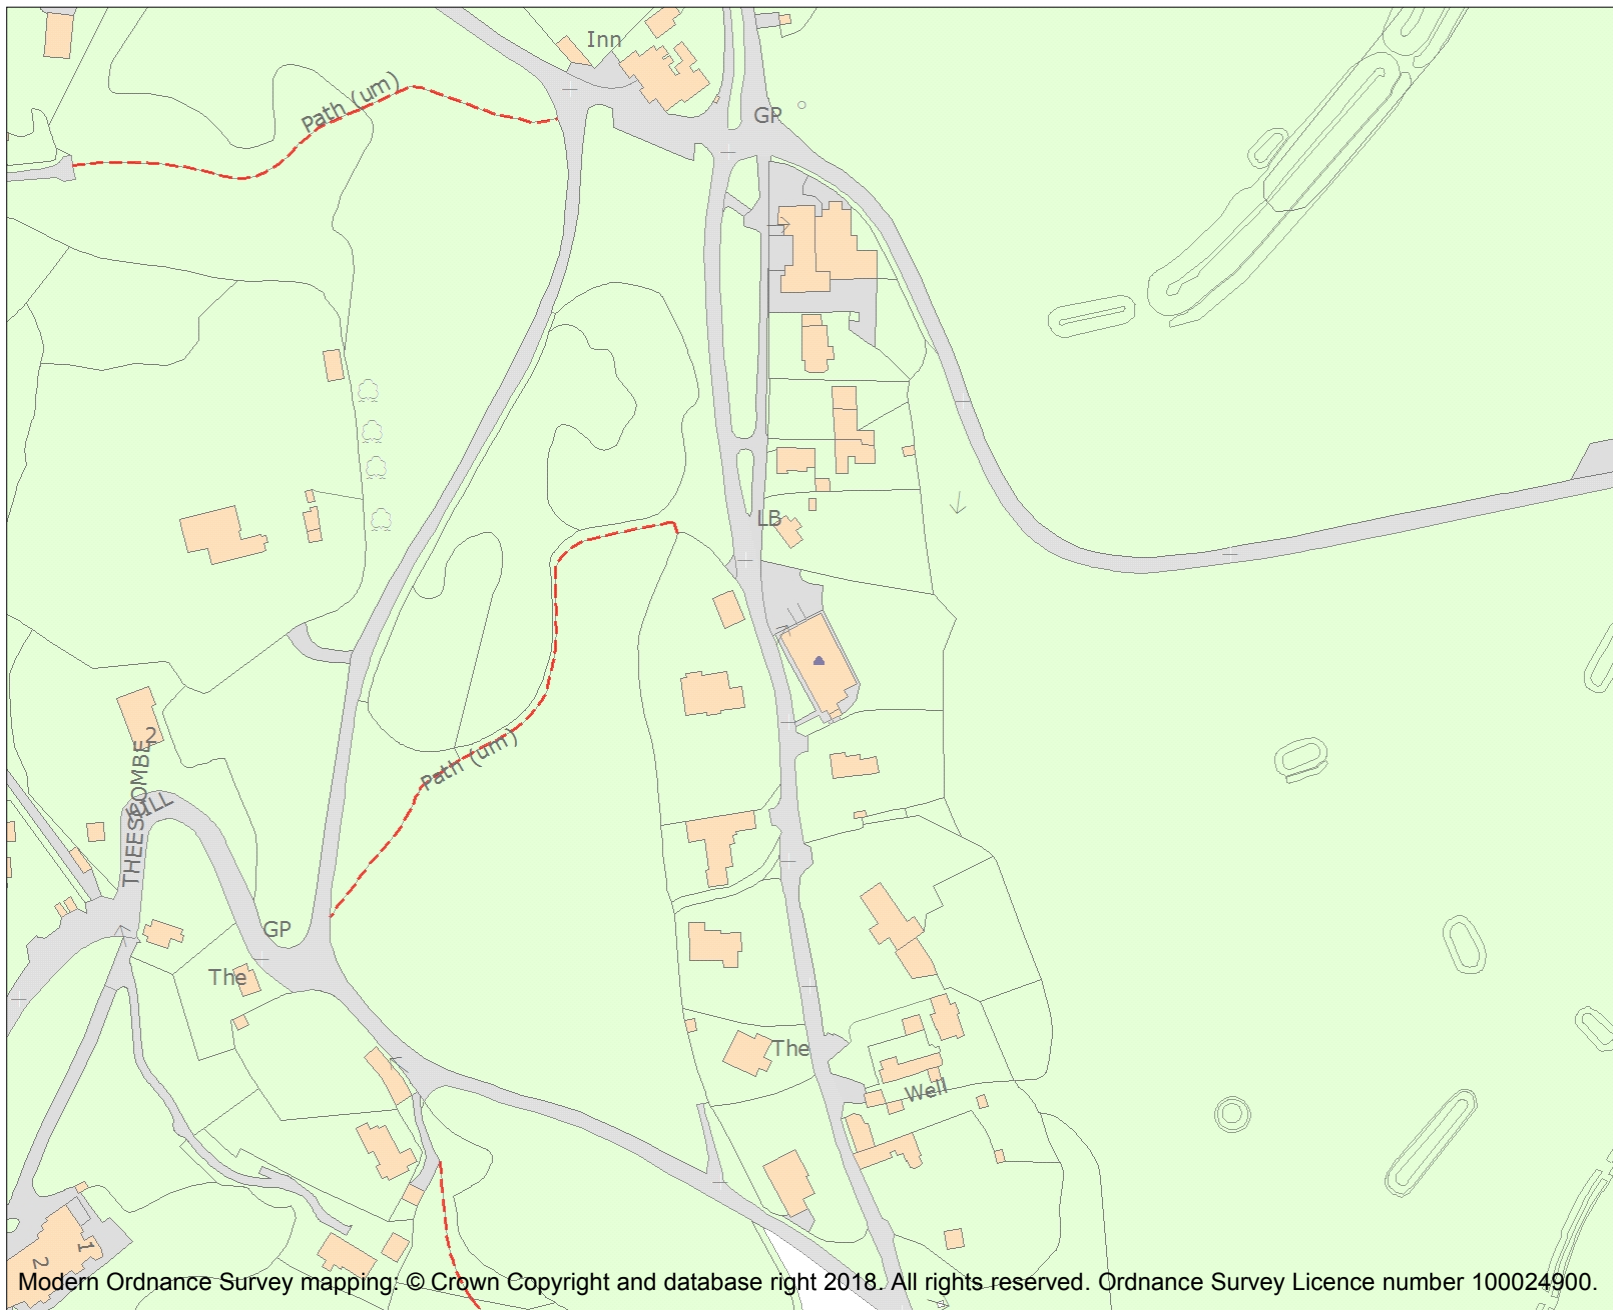 Inn
Path (um)
GP
LB
Path (um)
2
THEESCOMBE
HILL
GP
The
The
Well
1
2
Modern Ordnance Survey mapping: © Crown Copyright and database right 2018. All rights reserved. Ordnance Survey Licence number 100024900.